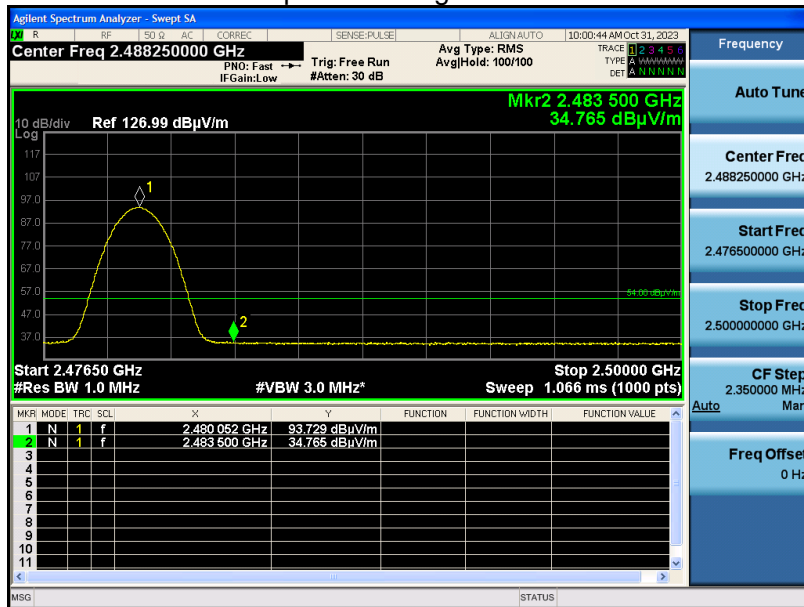 Agilent Spectrum Analyzer - Swept SA
LXI R RF 50 Ω AC CORREC SENSE:PULSE ALIGN AUTO 10:00:44 AM Oct 31, 2023
Center Freq 2.488250000 GHz
PNO: Fast
IFGain:Low
Trig: Free Run
#Atten: 30 dB
Avg Type: RMS
Avg|Hold: 100/100
TRACE 1 2 3 4 5 6
TYPE A WWWWW
DET A N N N N N
Mkr2 2.483 500 GHz
34.765 dBµV/m
10 dB/div
Log
Ref 126.99 dBµV/m
117
107
97.0
87.0
77.0
67.0
57.0
47.0
37.0
1
2
54.00 dBµV/m
Start 2.47650 GHz
Stop 2.50000 GHz
#Res BW 1.0 MHz
#VBW 3.0 MHz*
Sweep 1.066 ms (1000 pts)
MKR MODE TRC SCL X Y FUNCTION FUNCTION WIDTH FUNCTION VALUE
1 N 1 f 2.480 052 GHz 93.729 dBµV/m
2 N 1 f 2.483 500 GHz 34.765 dBµV/m
3
4
5
6
7
8
9
10
11
MSG
STATUS
Frequency
Auto Tune
Center Freq
2.488250000 GHz
Start Freq
2.476500000 GHz
Stop Freq
2.500000000 GHz
CF Step
2.350000 MHz
Auto Man
Freq Offset
0 Hz